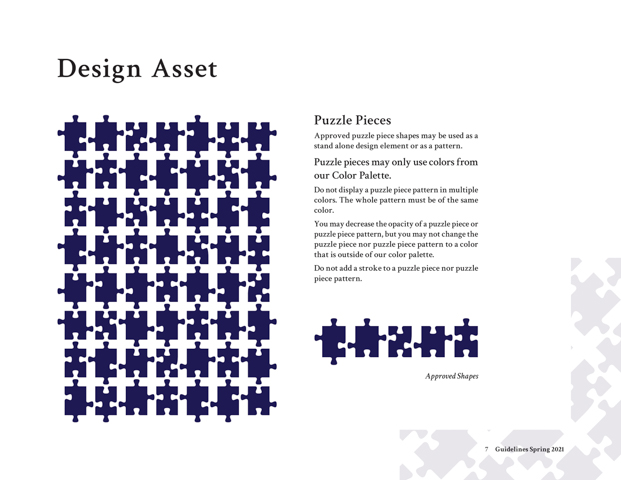 Design Asset
Puzzle Pieces
Approved puzzle piece shapes may be used as a
stand alone design element or as a pattern.
Puzzle pieces may only use colors from
our Color Palette.
Do not display a puzzle piece pattern in multiple
colors. The whole pattern must be of the same
color.
You may decrease the opacity of a puzzle piece or
puzzle piece pattern, but you may not change the
puzzle piece nor puzzle piece pattern to a color
that is outside of our color palette.
Do not add a stroke to a puzzle piece nor puzzle
piece pattern.
Approved Shapes
7 Guidelines Spring 2021